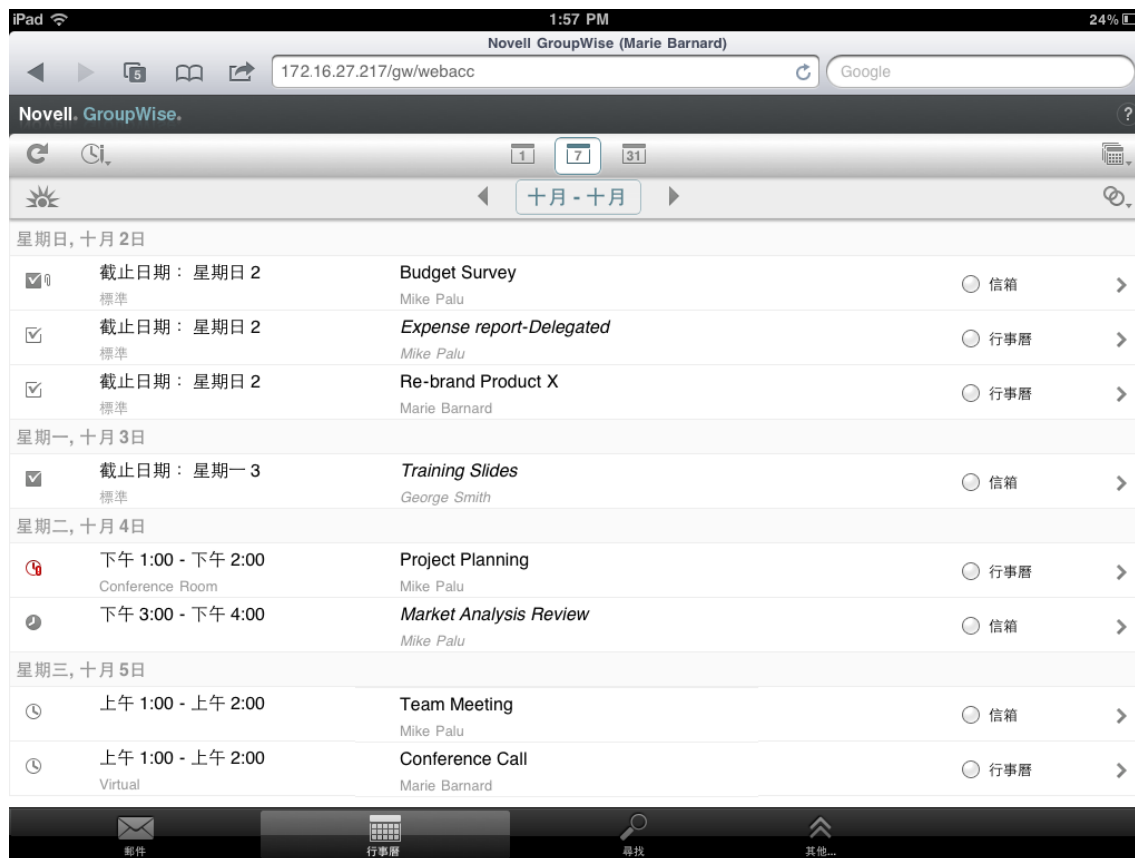 iPad 1:57 PM 24%
Novell GroupWise (Marie Barnard)
5 172.16.27.217/gw/webacc Google
Novell. GroupWise. ?
1 7 31
十月 - 十月
星期日, 十月 2日
截止日期： 星期日 2 Budget Survey 信箱
標準 Mike Palu
截止日期： 星期日 2 Expense report-Delegated 行事曆
標準 Mike Palu
截止日期： 星期日 2 Re-brand Product X 行事曆
標準 Marie Barnard
星期一, 十月 3日
截止日期： 星期一 3 Training Slides 信箱
標準 George Smith
星期二, 十月 4日
下午 1:00 - 下午 2:00 Project Planning 行事曆
Conference Room Mike Palu
下午 3:00 - 下午 4:00 Market Analysis Review 信箱
Mike Palu
星期三, 十月 5日
上午 1:00 - 上午 2:00 Team Meeting 信箱
Mike Palu
上午 1:00 - 上午 2:00 Conference Call 行事曆
Virtual Marie Barnard
郵件 行事曆 尋找 其他...